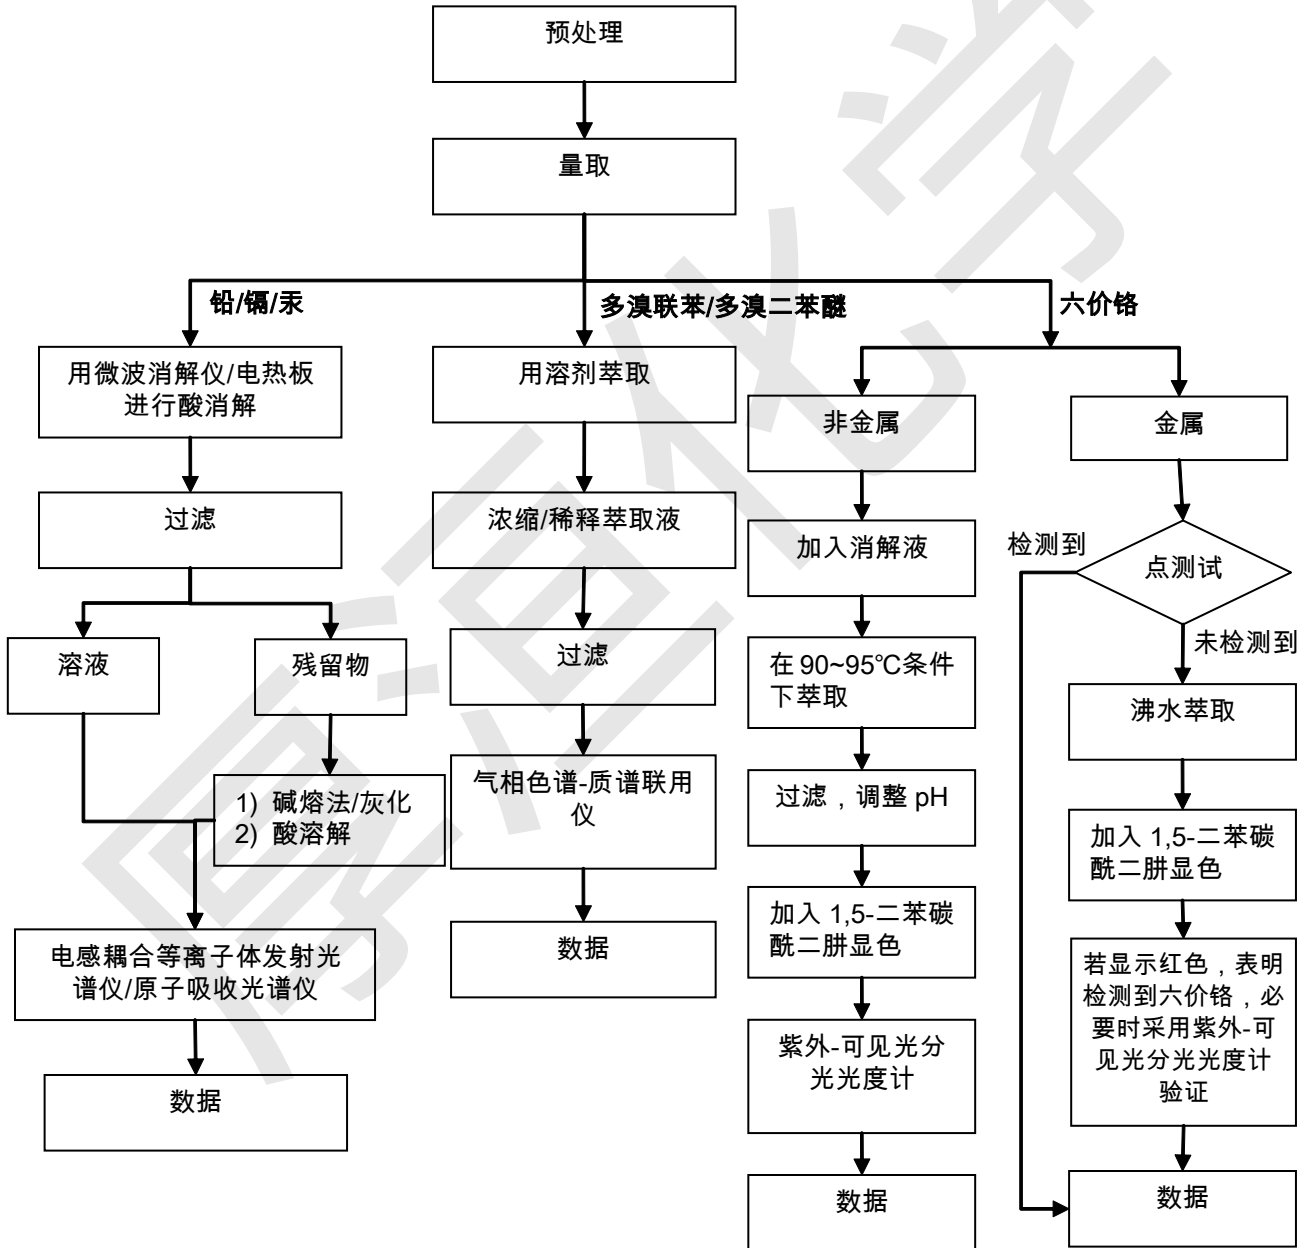 预处理
量取
铅/镉/汞
多溴联苯/多溴二苯醚
六价铬
用微波消解仪/电热板
进行酸消解
过滤
溶液
残留物
1) 碱熔法/灰化
2) 酸溶解
电感耦合等离子体发射光
谱仪/原子吸收光谱仪
数据
用溶剂萃取
浓缩/稀释萃取液
过滤
气相色谱-质谱联用
仪
数据
非金属
加入消解液
在 90~95℃条件
下萃取
过滤，调整 pH
加入 1,5-二苯碳
酰二肼显色
紫外-可见光分
光光度计
数据
金属
点测试
检测到
未检测到
沸水萃取
加入 1,5-二苯碳
酰二肼显色
若显示红色，表明
检测到六价铬，必
要时采用紫外-可
见光分光光度计
验证
数据
厚洹化学